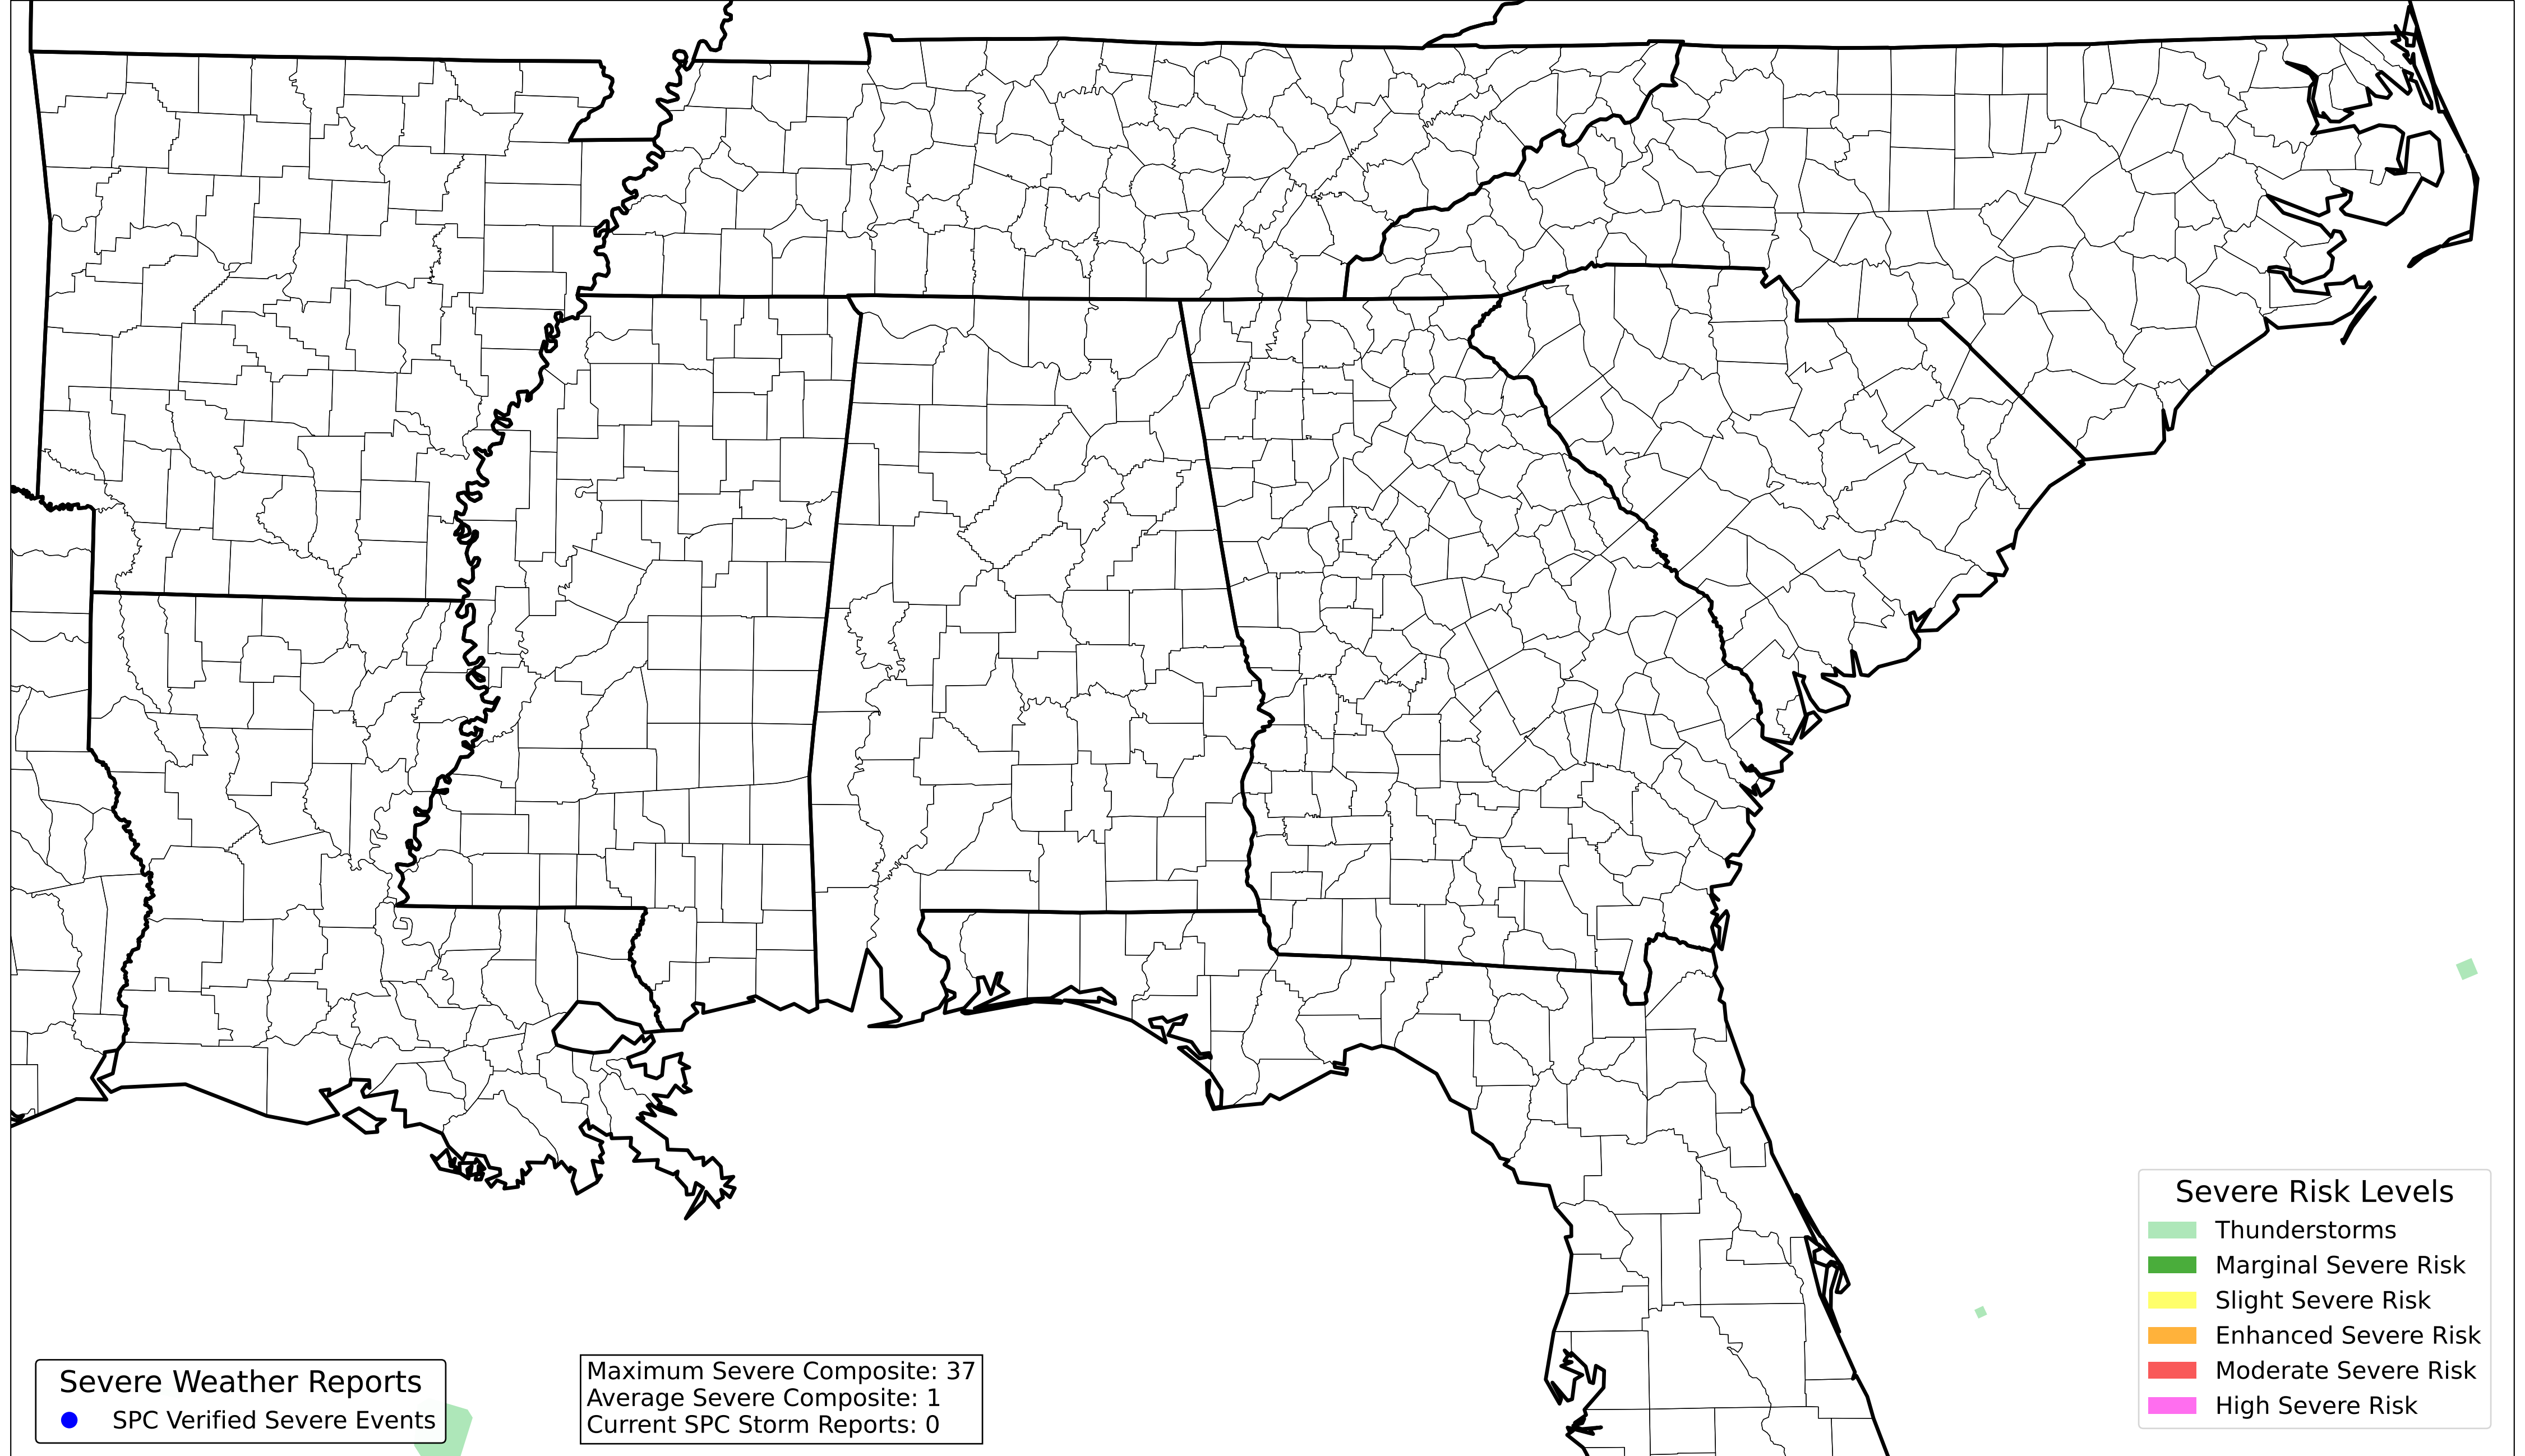 Severe Risk Levels
Thunderstorms
Marginal Severe Risk
Slight Severe Risk
Enhanced Severe Risk
Moderate Severe Risk
High Severe Risk
Severe Weather Reports
SPC Verified Severe Events
Maximum Severe Composite: 37
Average Severe Composite: 1
Current SPC Storm Reports: 0